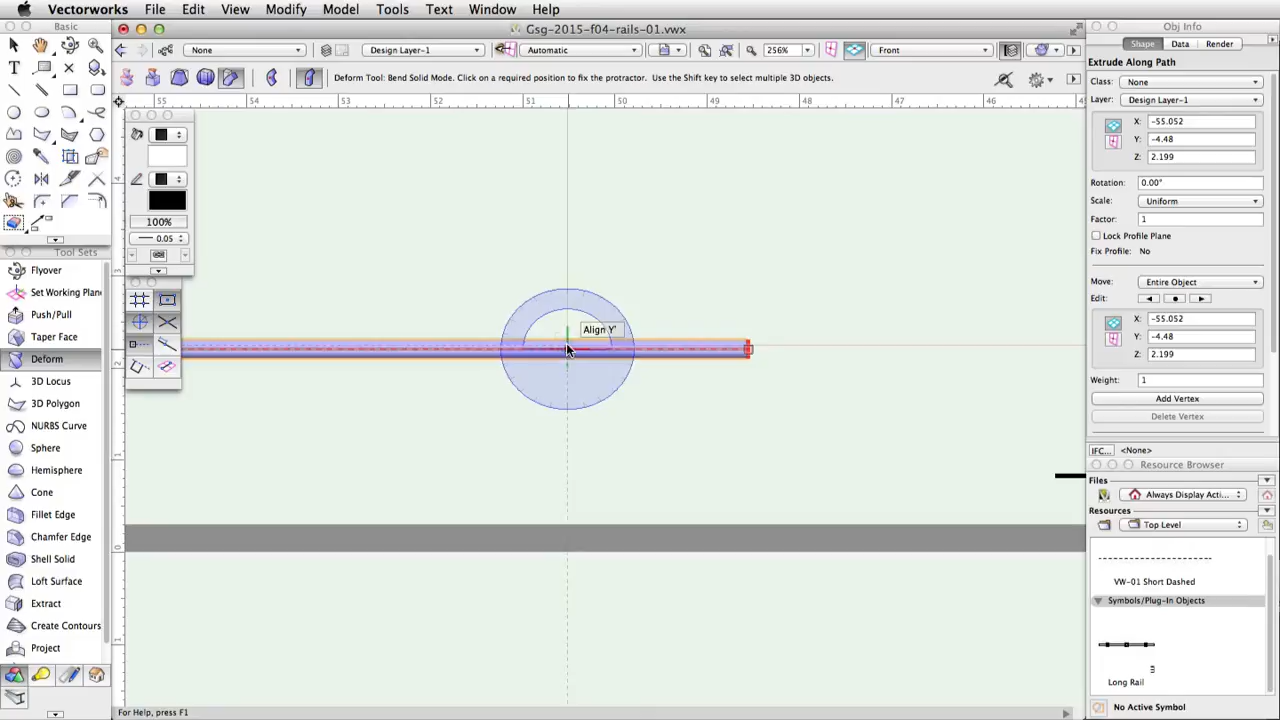 Vectorworks File Edit View Modify Model Tools Text Window Help
Basic
Gsg-2015-f04-rails-01.vwx
Obj Info
None
Design Layer-1
Automatic
256%
Front
Shape Data Render
Deform Tool: Bend Solid Mode. Click on a required position to fix the protractor. Use the Shift key to select multiple 3D objects.
Extrude Along Path
Class: None
Layer: Design Layer-1
55 54 53 52 51 50 49 48 47 46 45
X: -55.052
Y: -4.48
Z: 2.199
Rotation: 0.00°
Scale: Uniform
Factor: 1
Lock Profile Plane
Fix Profile: No
Move: Entire Object
Edit:
X: -55.052
Y: -4.48
Z: 2.199
Weight: 1
Add Vertex
Delete Vertex
IFC... <None>
Resource Browser
Files
Always Display Acti...
Resources
Top Level
VW-01 Short Dashed
Symbols/Plug-In Objects
Long Rail
No Active Symbol
100%
0.05
Tool Sets
Flyover
Set Working Plane
Push/Pull
Taper Face
Deform
3D Locus
3D Polygon
NURBS Curve
Sphere
Hemisphere
Cone
Fillet Edge
Chamfer Edge
Shell Solid
Loft Surface
Extract
Create Contours
Project
4
3
2
1
0
1
Align Y'
For Help, press F1